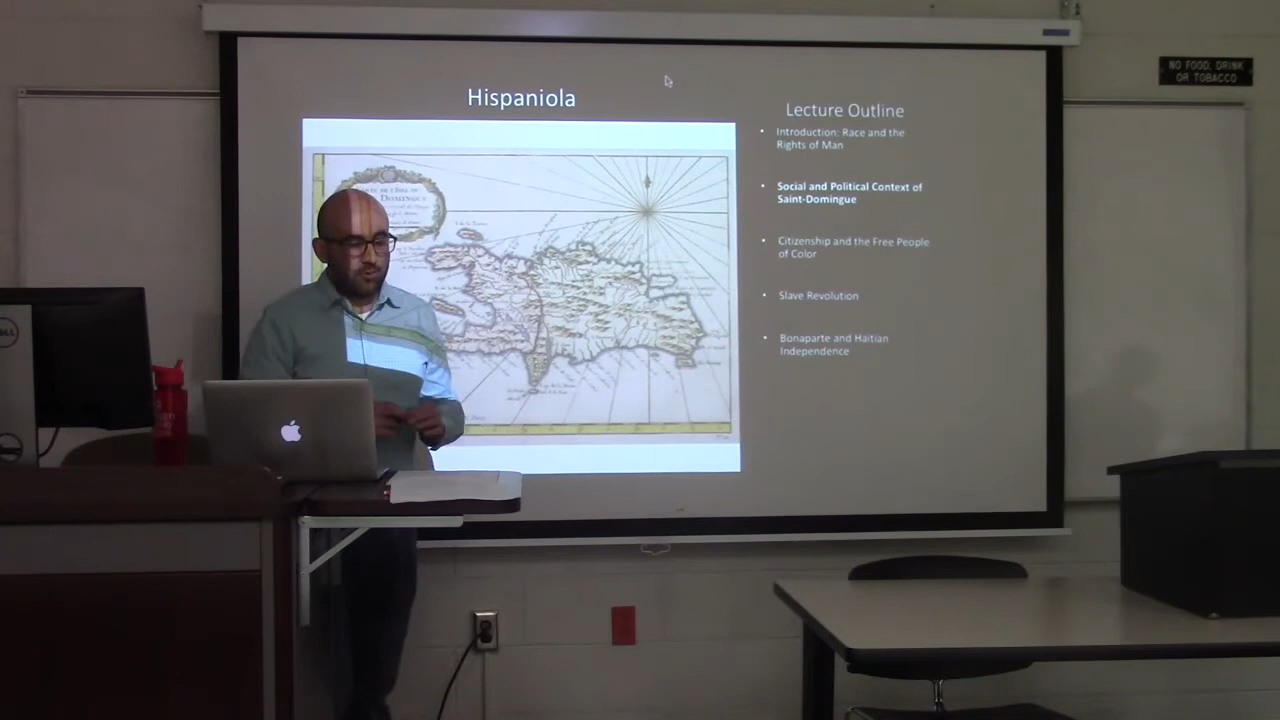 NO FOOD, DRINK
OR TOBACCO
Hispaniola
Lecture Outline
• Introduction: Race and the
Rights of Man
• Social and Political Context of
Saint-Domingue
• Citizenship and the Free People
of Color
• Slave Revolution
• Bonaparte and Haitian
Independence
DELL